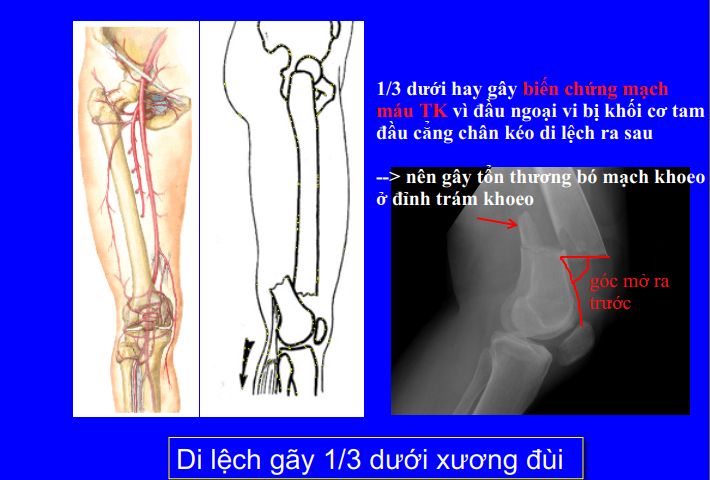 1/3 dưới hay gây biến chứng mạch
máu TK vì đầu ngoại vi bị khối cơ tam
đầu cẳng chân kéo di lệch ra sau
--> nên gây tổn thương bó mạch khoeo
ở đỉnh trám khoeo
góc mở ra
trước
Di lệch gãy 1/3 dưới xương đùi